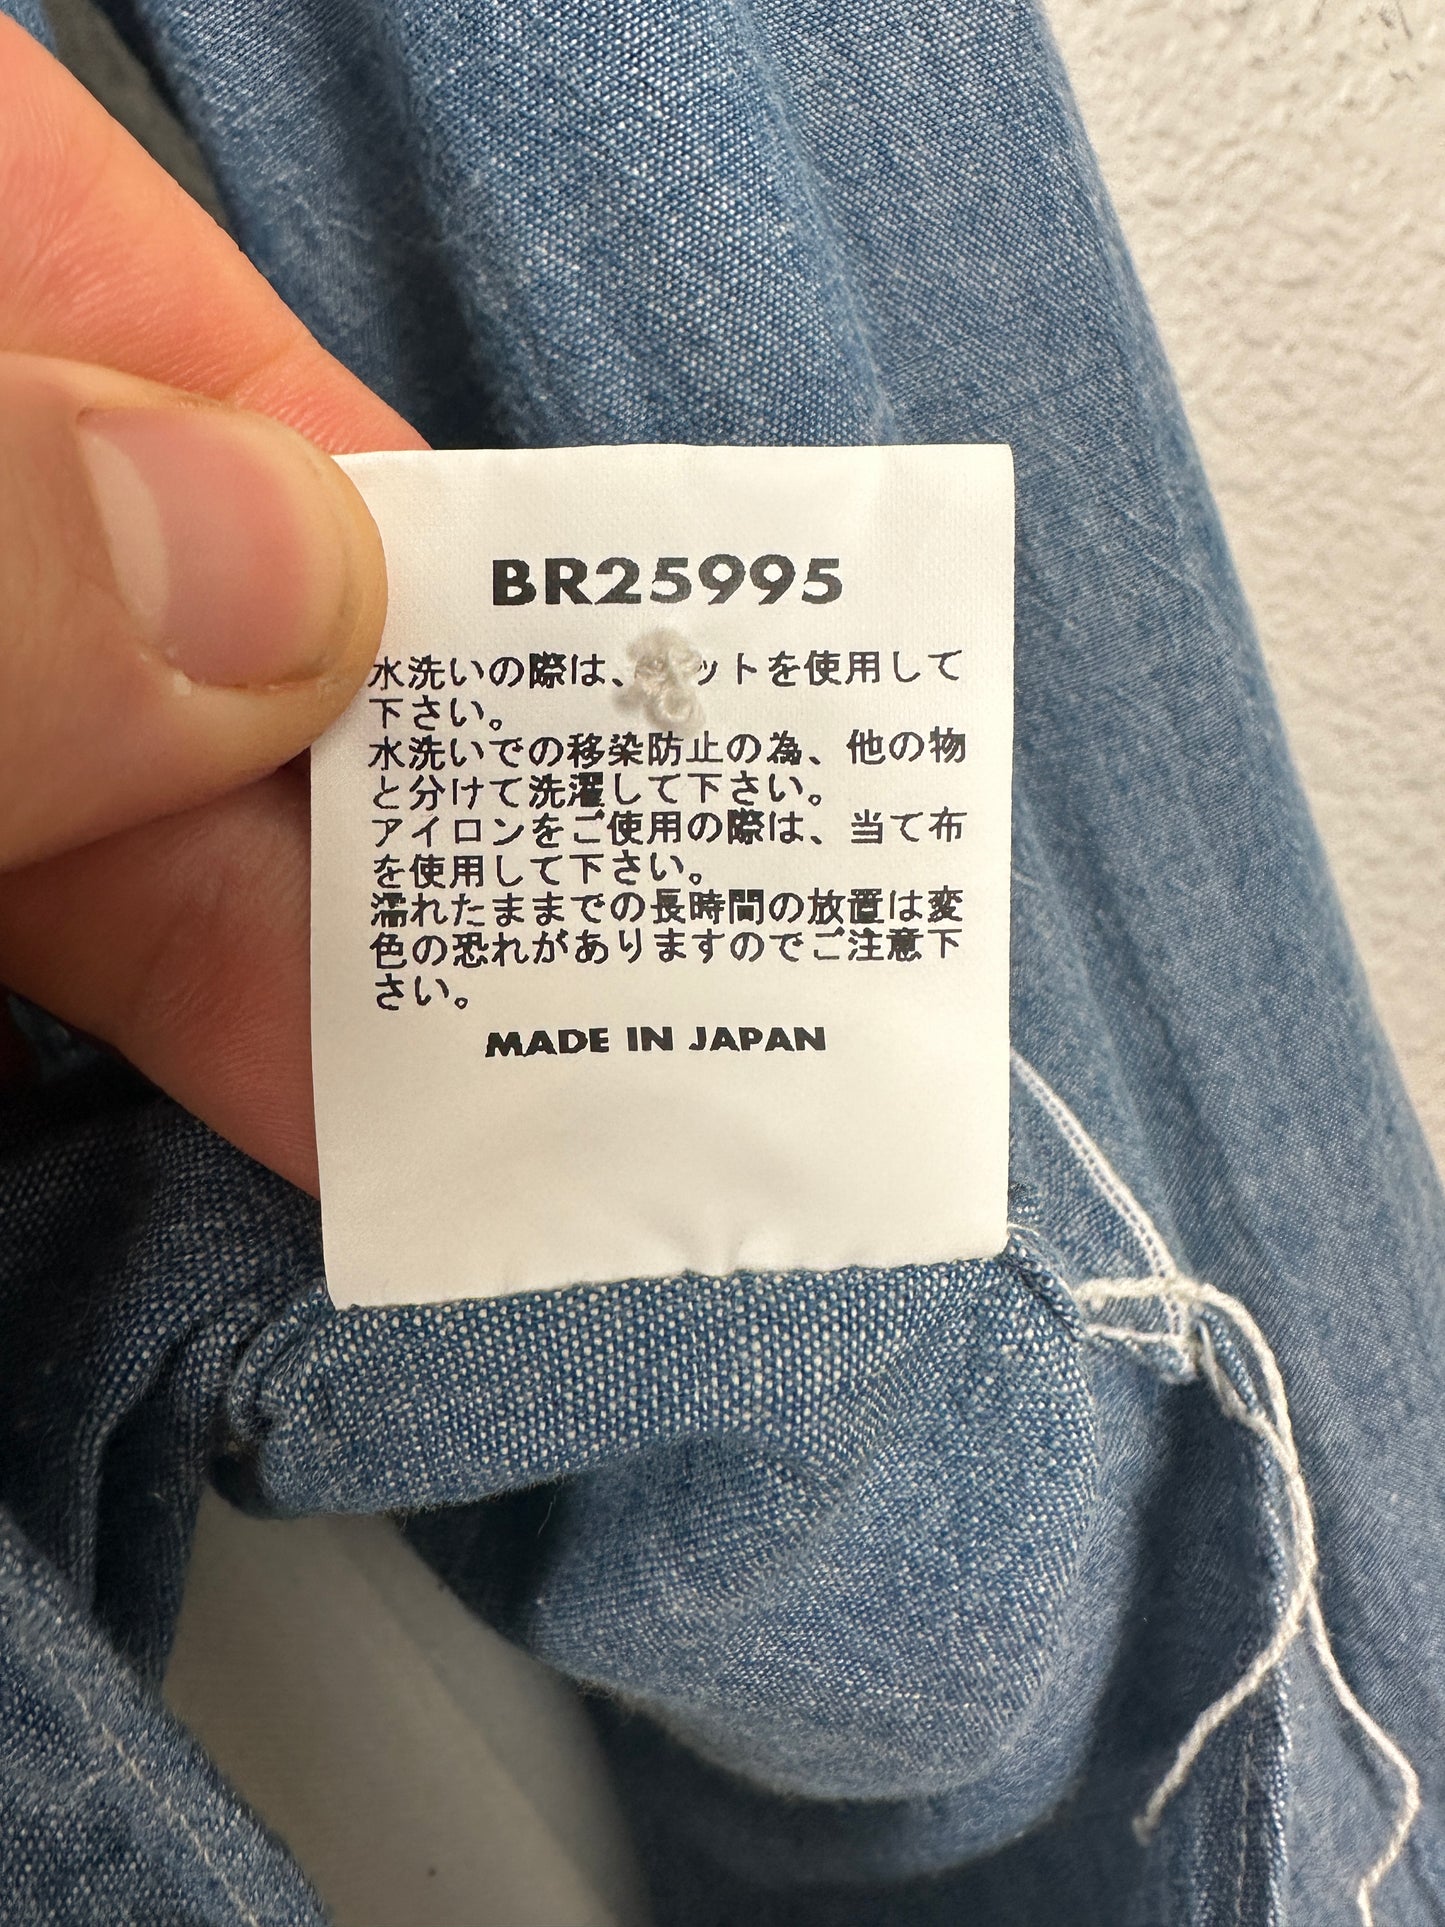 BR25995
水洗いの際は、ットを使用して
下さい。
水洗いでの移染防止の為、他の物
と分けて洗濯して下さい。
アイロンをご使用の際は、当て布
を使用して下さい。
濡れたままでの長時間の放置は変
色の恐れがありますのでご注意下
さい。
MADE IN JAPAN